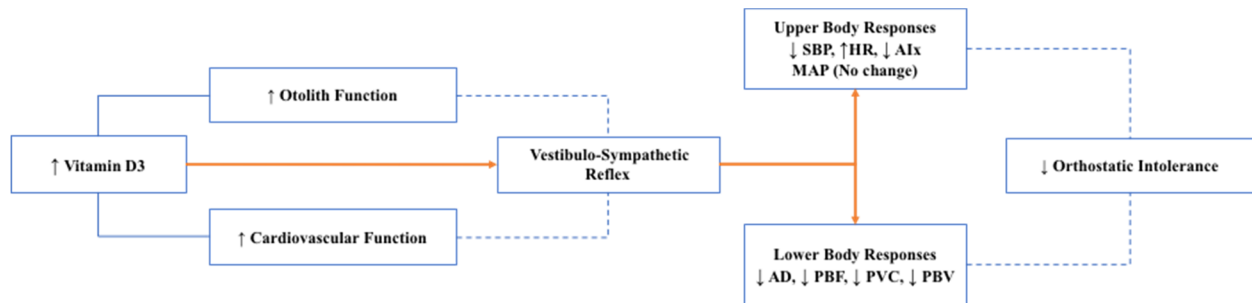 Upper Body Responses
↓ SBP, ↑HR, ↓ AIx
MAP (No change)
↑ Otolith Function
↑ Vitamin D3
Vestibulo-Sympathetic
Reflex
↓ Orthostatic Intolerance
↑ Cardiovascular Function
Lower Body Responses
↓ AD, ↓ PBF, ↓ PVC, ↓ PBV